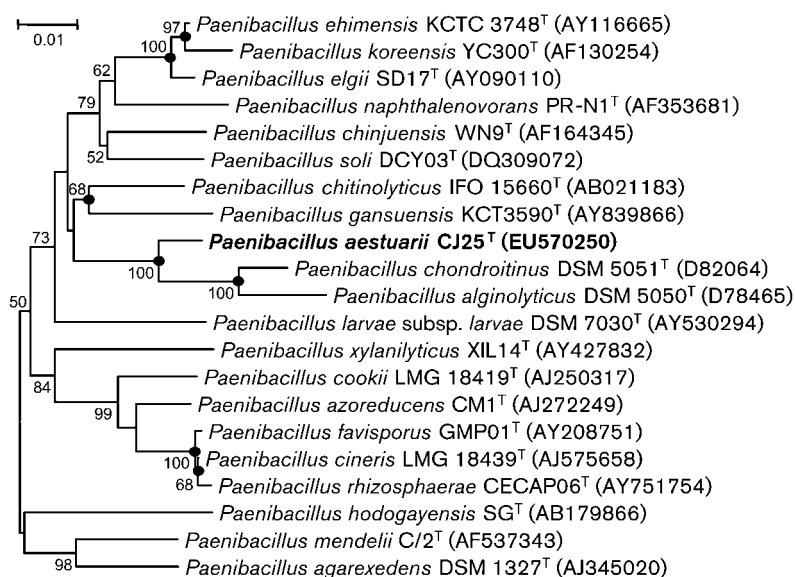 97
Paenibacillus ehimensis KCTC 3748ᵀ (AY116665)
0.01
100
Paenibacillus koreensis YC300ᵀ (AF130254)
62
Paenibacillus elgii SD17ᵀ (AY090110)
79
Paenibacillus naphthalenovorans PR-N1ᵀ (AF353681)
Paenibacillus chinjuensis WN9ᵀ (AF164345)
52
Paenibacillus soli DCY03ᵀ (DQ309072)
68
Paenibacillus chitinolyticus IFO 15660ᵀ (AB021183)
Paenibacillus gansuensis KCT3590ᵀ (AY839866)
73
Paenibacillus aestuarii CJ25ᵀ (EU570250)
100
Paenibacillus chondroitinus DSM 5051ᵀ (D82064)
100
Paenibacillus alginolyticus DSM 5050ᵀ (D78465)
50
Paenibacillus larvae subsp. larvae DSM 7030ᵀ (AY530294)
Paenibacillus xylanilyticus XIL14ᵀ (AY427832)
84
Paenibacillus cookii LMG 18419ᵀ (AJ250317)
99
Paenibacillus azoreducens CM1ᵀ (AJ272249)
Paenibacillus favisporus GMP01ᵀ (AY208751)
100
Paenibacillus cineris LMG 18439ᵀ (AJ575658)
68
Paenibacillus rhizosphaerae CECAP06ᵀ (AY751754)
Paenibacillus hodogayensis SGᵀ (AB179866)
Paenibacillus mendelii C/2ᵀ (AF537343)
98
Paenibacillus agarexedens DSM 1327ᵀ (AJ345020)